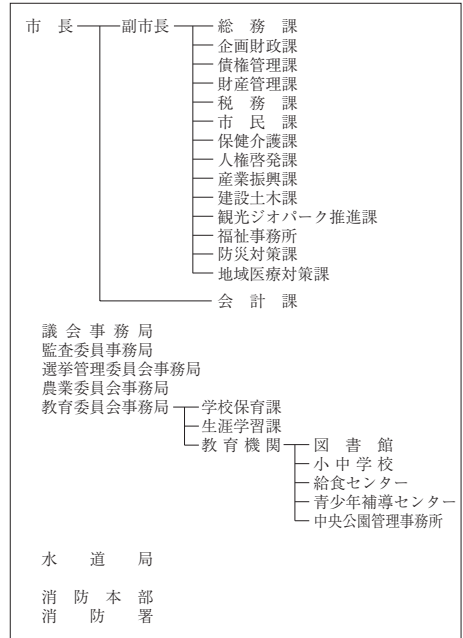 市長 副市長 総務課
企画財政課
債権管理課
財産管理課
税務課
市民課
保健介護課
人権啓発課
産業振興課
建設土木課
観光ジオパーク推進課
福祉事務所
防災対策課
地域医療対策課
会計課
議会事務局
監査委員事務局
選挙管理委員会事務局
農業委員会事務局
教育委員会事務局 学校保育課
生涯学習課
教育機関 図書館
小中学校
給食センター
青少年補導センター
中央公園管理事務所
水道局
消防本部
消防署